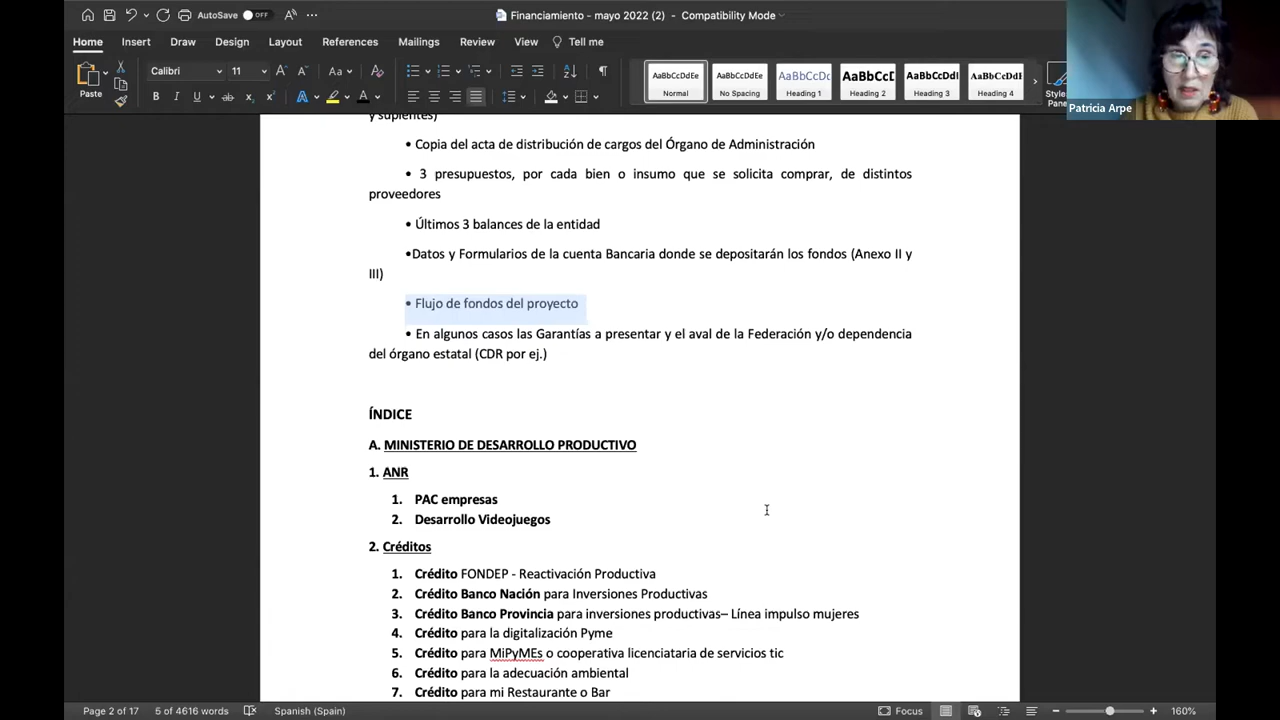 AutoSave
OFF
Financiamiento - mayo 2022 (2) - Compatibility Mode
Home Insert Draw Design Layout References Mailings Review View Tell me
Paste
Calibri 11
AaBbCcDdEe AaBbCcDdEe AaBbCcDc AaBbCcD AaBbCcDdI AaBbCcDdE
Normal No Spacing Heading 1 Heading 2 Heading 3 Heading 4
Patricia Arpe
y suplentes)
• Copia del acta de distribución de cargos del Órgano de Administración
• 3 presupuestos, por cada bien o insumo que se solicita comprar, de distintos
proveedores
• Últimos 3 balances de la entidad
•Datos y Formularios de la cuenta Bancaria donde se depositarán los fondos (Anexo II y
III)
• Flujo de fondos del proyecto
• En algunos casos las Garantías a presentar y el aval de la Federación y/o dependencia
del órgano estatal (CDR por ej.)
ÍNDICE
A. MINISTERIO DE DESARROLLO PRODUCTIVO
1. ANR
1. PAC empresas
2. Desarrollo Videojuegos
2. Créditos
1. Crédito FONDEP - Reactivación Productiva
2. Crédito Banco Nación para Inversiones Productivas
3. Crédito Banco Provincia para inversiones productivas– Línea impulso mujeres
4. Crédito para la digitalización Pyme
5. Crédito para MiPyMEs o cooperativa licenciataria de servicios tic
6. Crédito para la adecuación ambiental
7. Crédito para mi Restaurante o Bar
Page 2 of 17 5 of 4616 words Spanish (Spain) Focus 160%